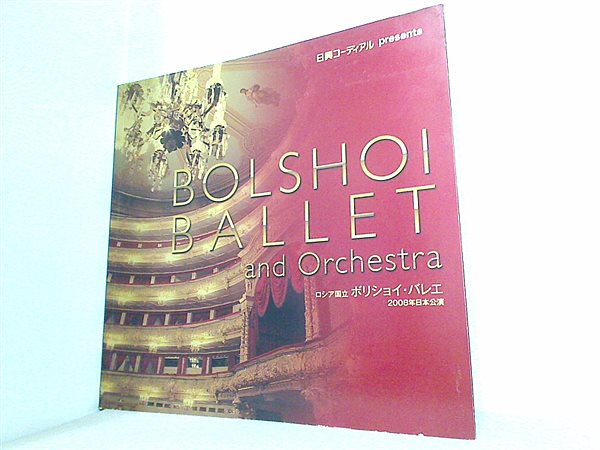 日興コーディアル presents
BOLSHOI
BALLET
and Orchestra
ロシア国立 ボリショイ・バレエ
2008年日本公演